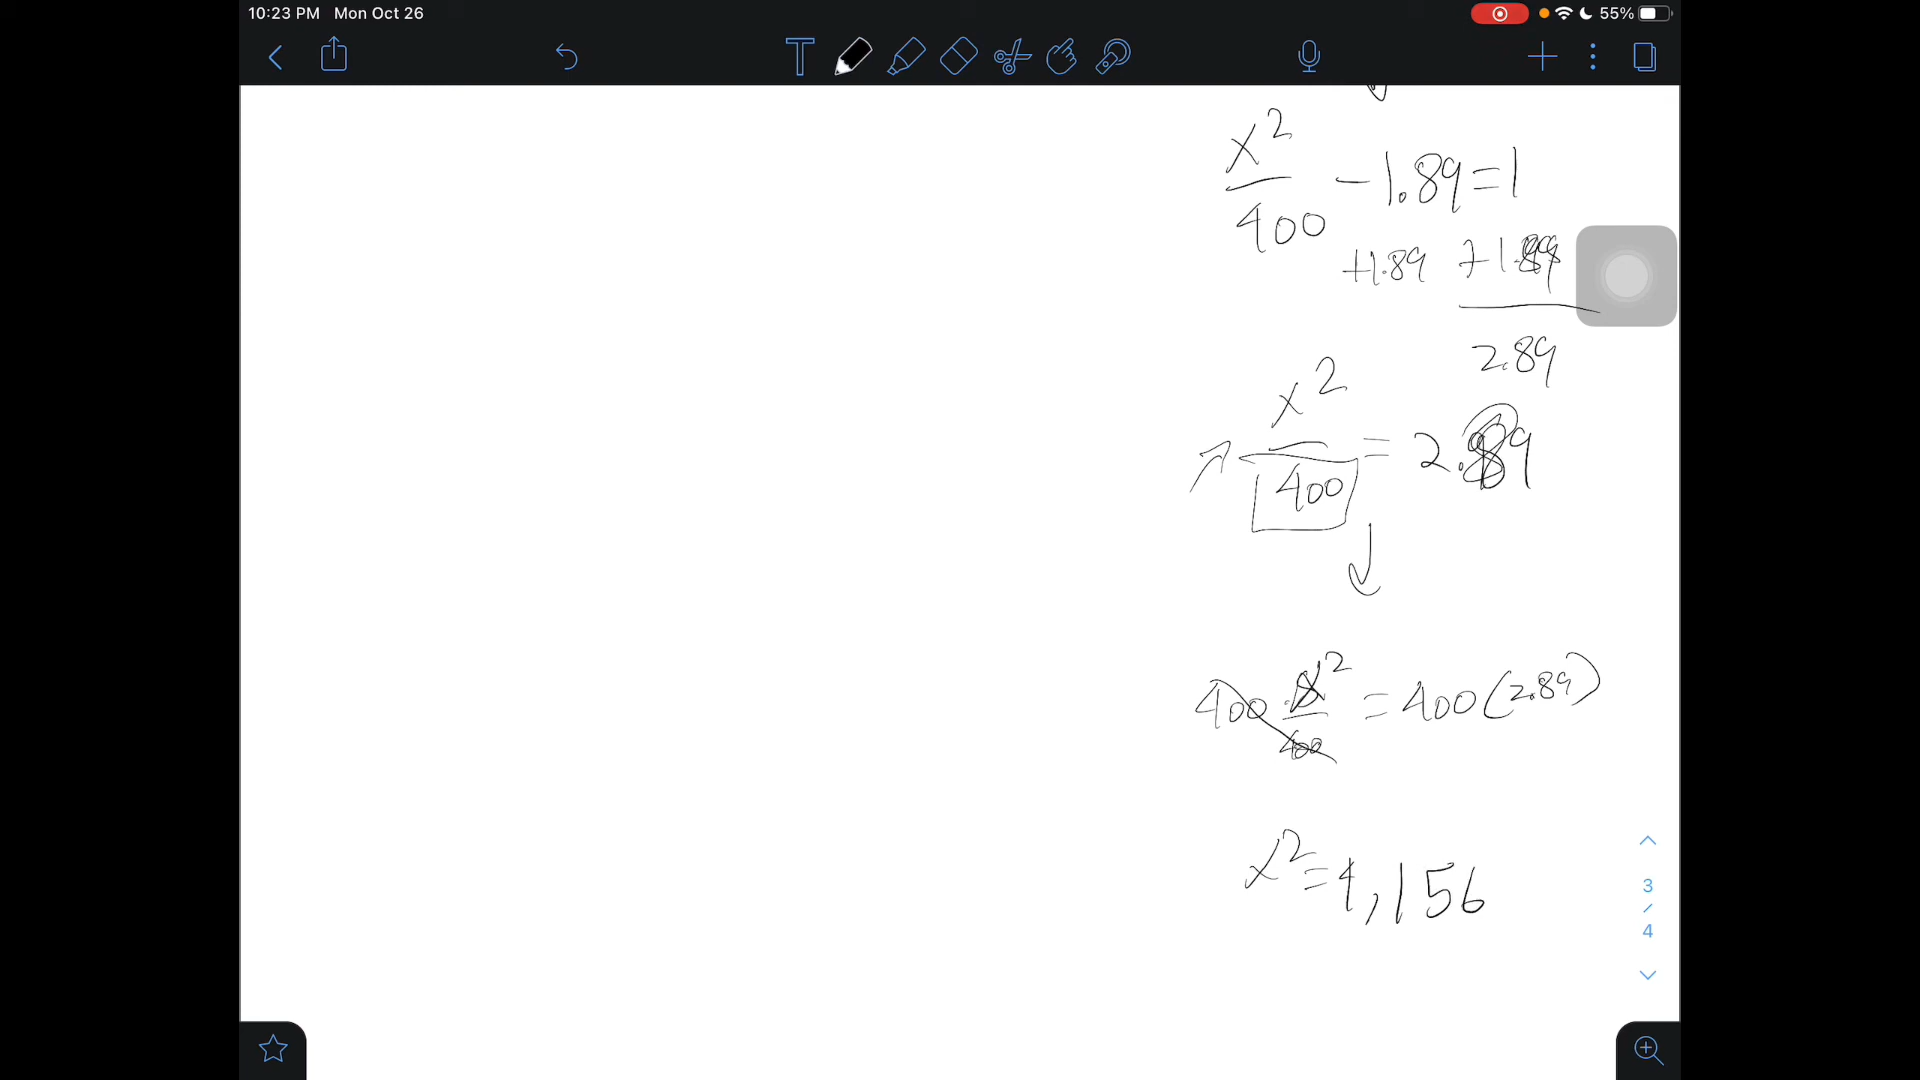 10:23 PM Mon Oct 26
55%
x²/400 - 1.89 = 1
+1.89 +1.89
2.89
x²/400 = 2.89
400 · x²/400 = 400(2.89)
x² = 1,156
3
/
4